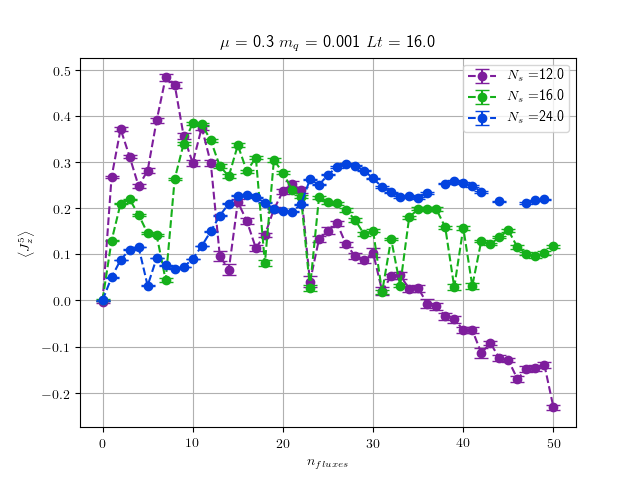 μ = 0.3 m_q = 0.001 Lt = 16.0
N_s =12.0
N_s =16.0
N_s =24.0
0.5
0.4
0.3
0.2
0.1
0.0
−0.1
−0.2
⟨J_z^5⟩
0 10 20 30 40 50
n_{fluxes}